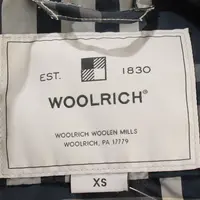 EST. 1830
WOOLRICH®
WOOLRICH WOOLEN MILLS
WOOLRICH, PA 17779
XS